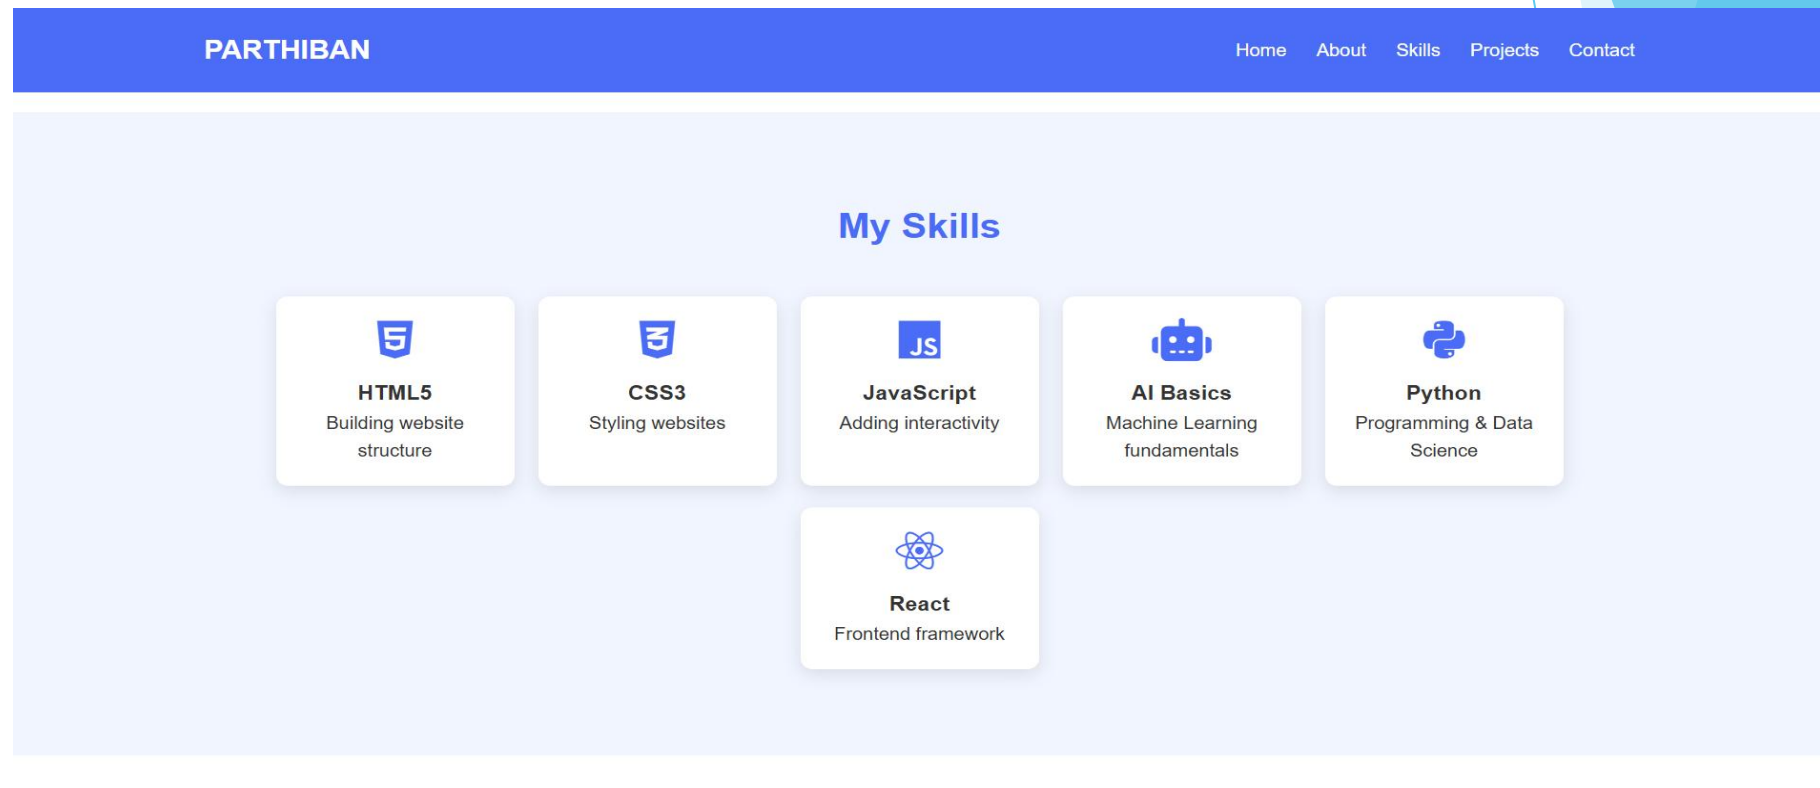 PARTHIBAN
Home About Skills Projects Contact
My Skills
HTML5
Building website
structure
CSS3
Styling websites
JS
JavaScript
Adding interactivity
AI Basics
Machine Learning
fundamentals
Python
Programming & Data
Science
React
Frontend framework